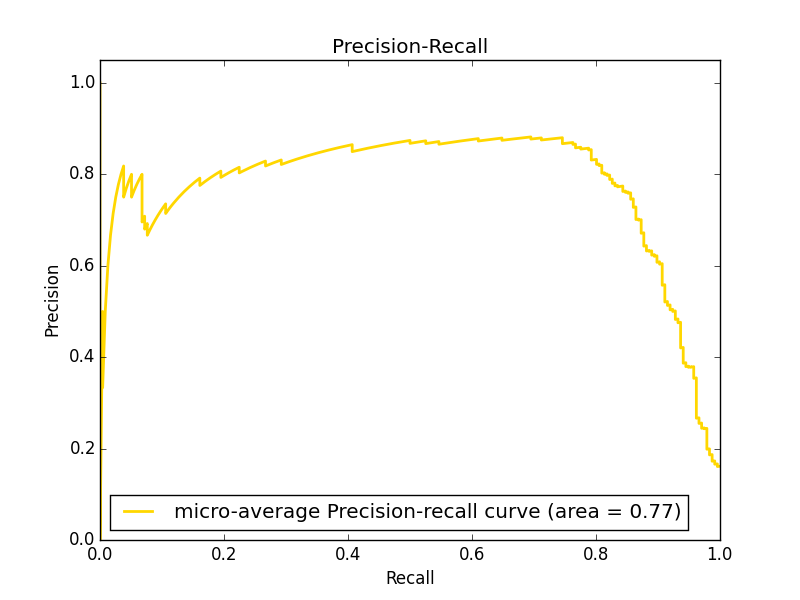 Precision-Recall
1.0
0.8
0.6
0.4
0.2
0.0
Precision
micro-average Precision-recall curve (area = 0.77)
0.0 0.2 0.4 0.6 0.8 1.0
Recall